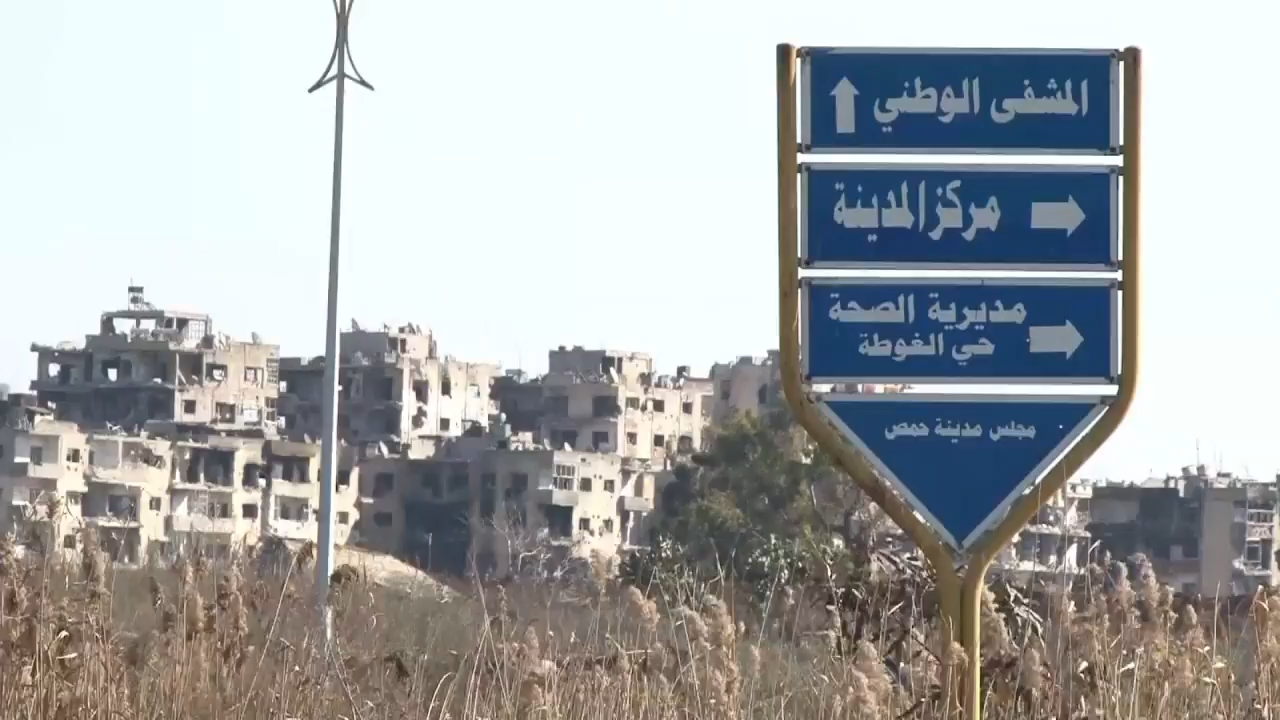 المشفى الوطني
مركز المدينة
مديرية الصحة
حي الغوطة
مجلس مدينة حمص